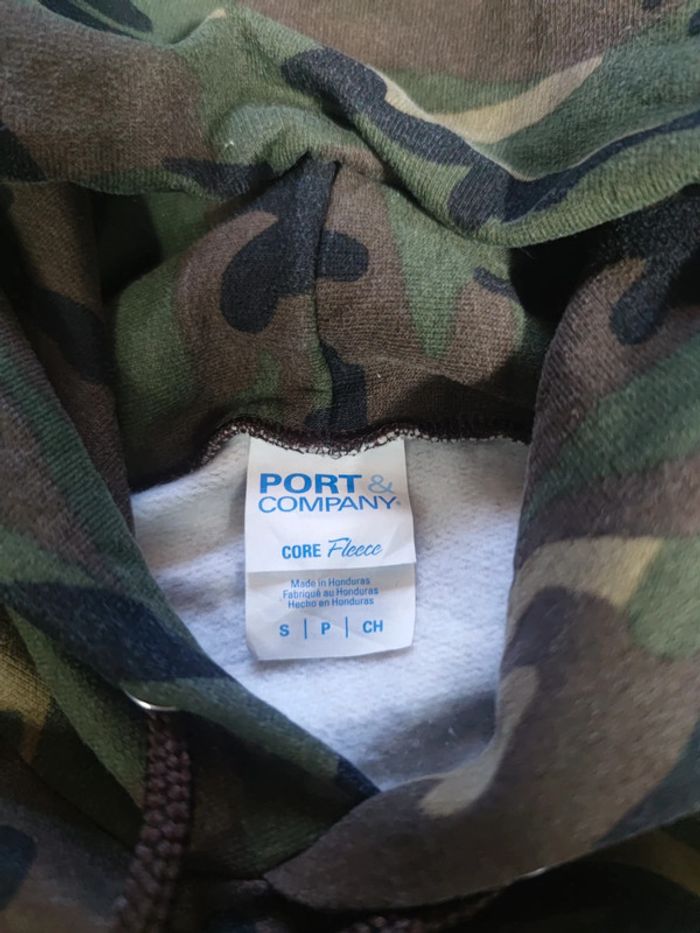 PORT &
COMPANY®
CORE Fleece
Made in Honduras
Fabriqué au Honduras
Hecho en Honduras
S | P | CH